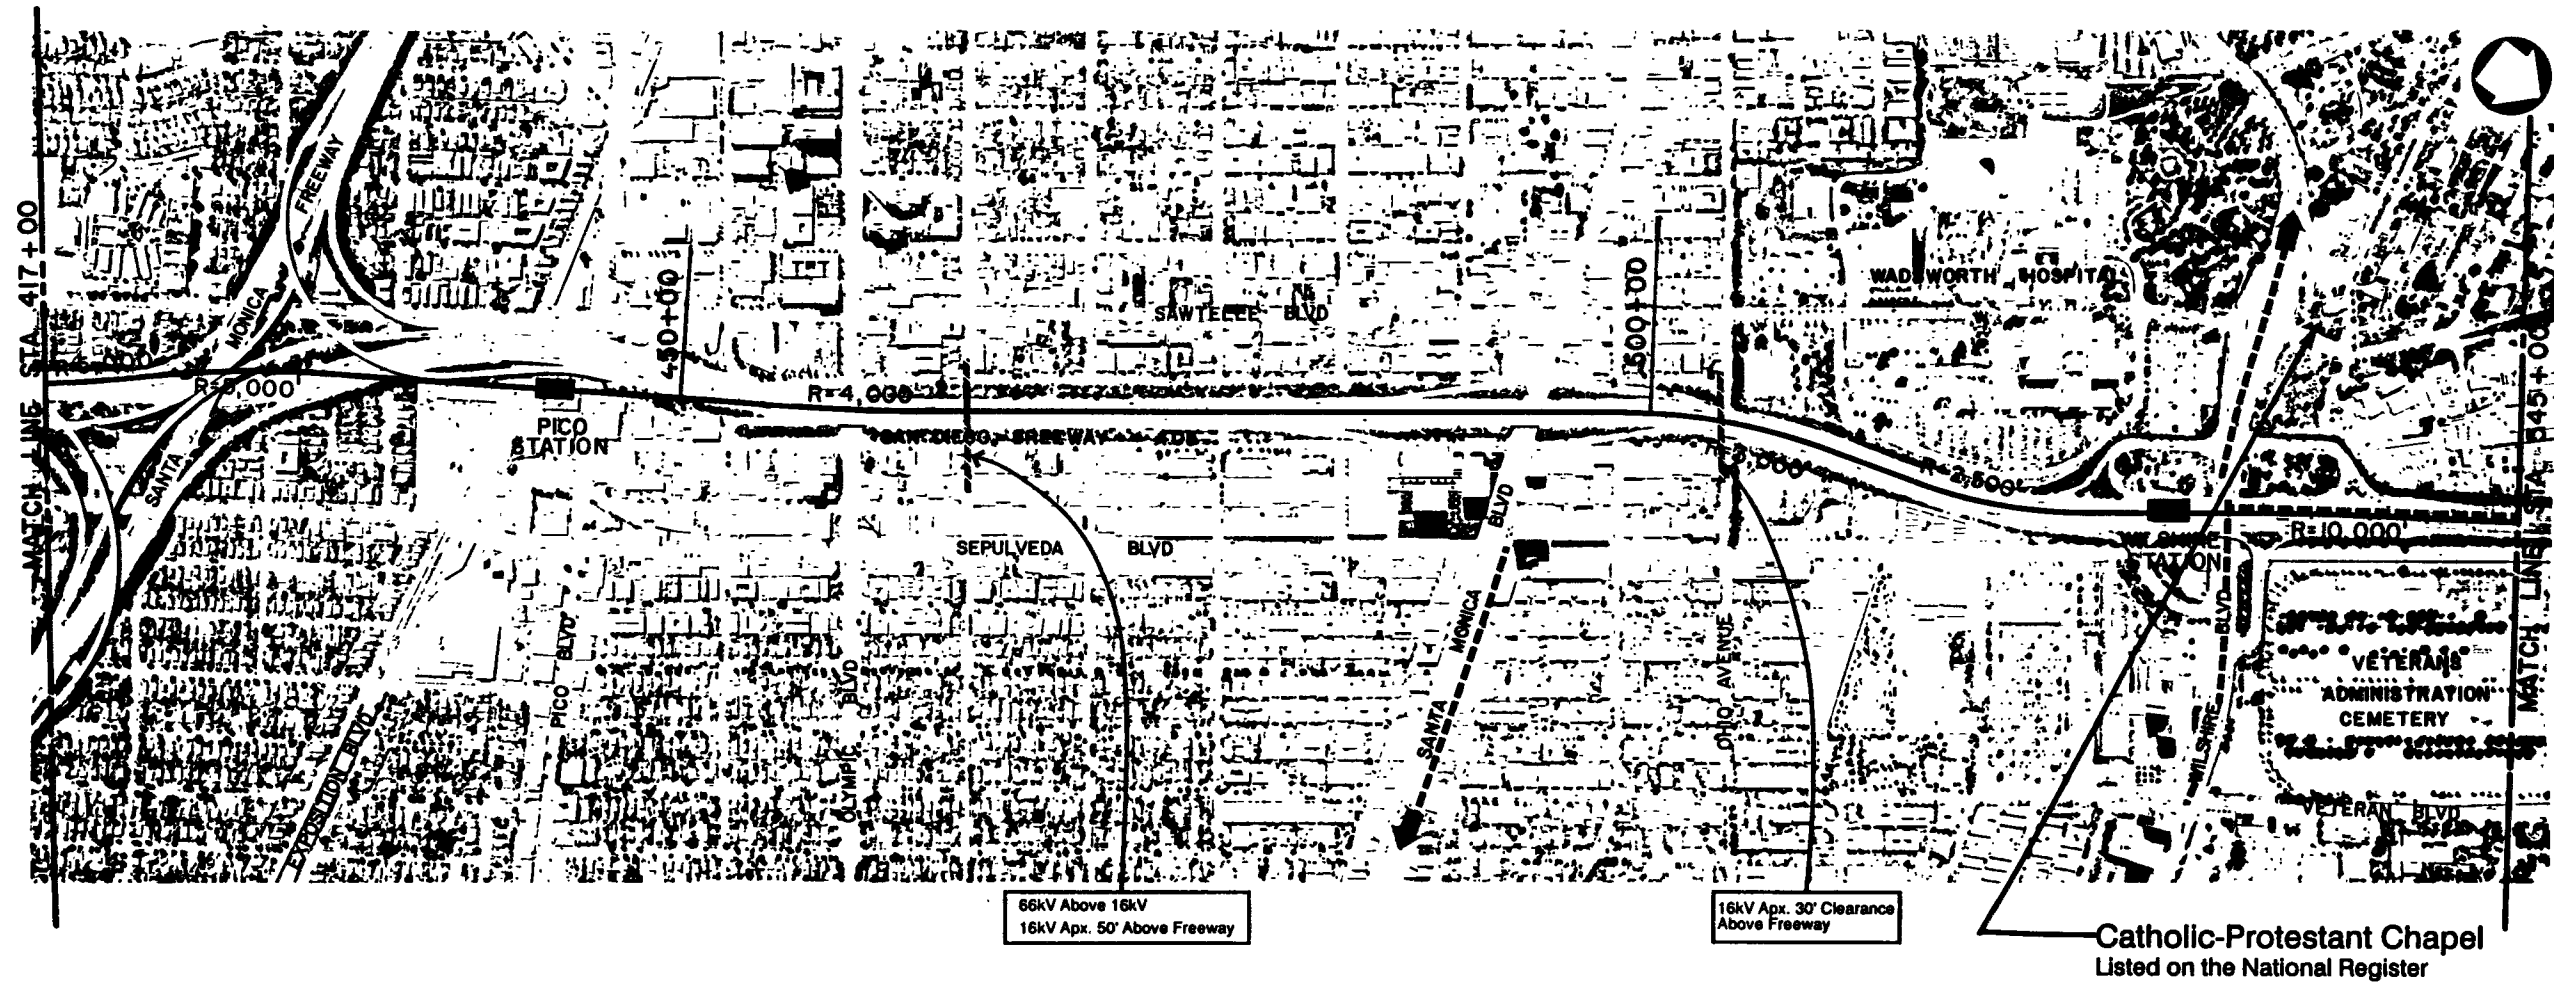 MATCH LINE STA. 417+00
SANTA MONICA FREEWAY
R=5,000'
PICO STATION
450+00
R=4,000'
SAN DIEGO FREEWAY 405
SAWTELLE BLVD
SEPULVEDA BLVD
EXPOSITION BLVD
PICO BLVD
OLYMPIC BLVD
SANTA MONICA BLVD
500+00
OHIO AVENUE
R=2,500'
WADSWORTH HOSPITAL
WILSHIRE STATION
R=10,000'
WILSHIRE BLVD
VETERANS
ADMINISTRATION
CEMETERY
VETERAN BLVD
MATCH LINE STA. 545+00
66kV Above 16kV
16kV Apx. 50' Above Freeway
16kV Apx. 30' Clearance
Above Freeway
Catholic-Protestant Chapel
Listed on the National Register